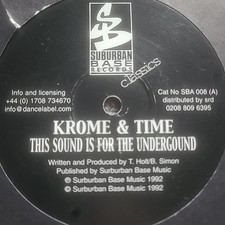 SB
SUBURBAN
BASE
RECORDS
classics
Info and licensing
+44 (0) 1708 734670
info@dancelabel.com
Cat No SBA 008 (A)
distributed by srd
0208 809 6395
KROME & TIME
THIS SOUND IS FOR THE UNDERGOUND
Written and Produced by T. Holt/B. Simon
Published by Suburban Base Music
℗ Suburban Base Music 1992
© Suburban Base Music 1992